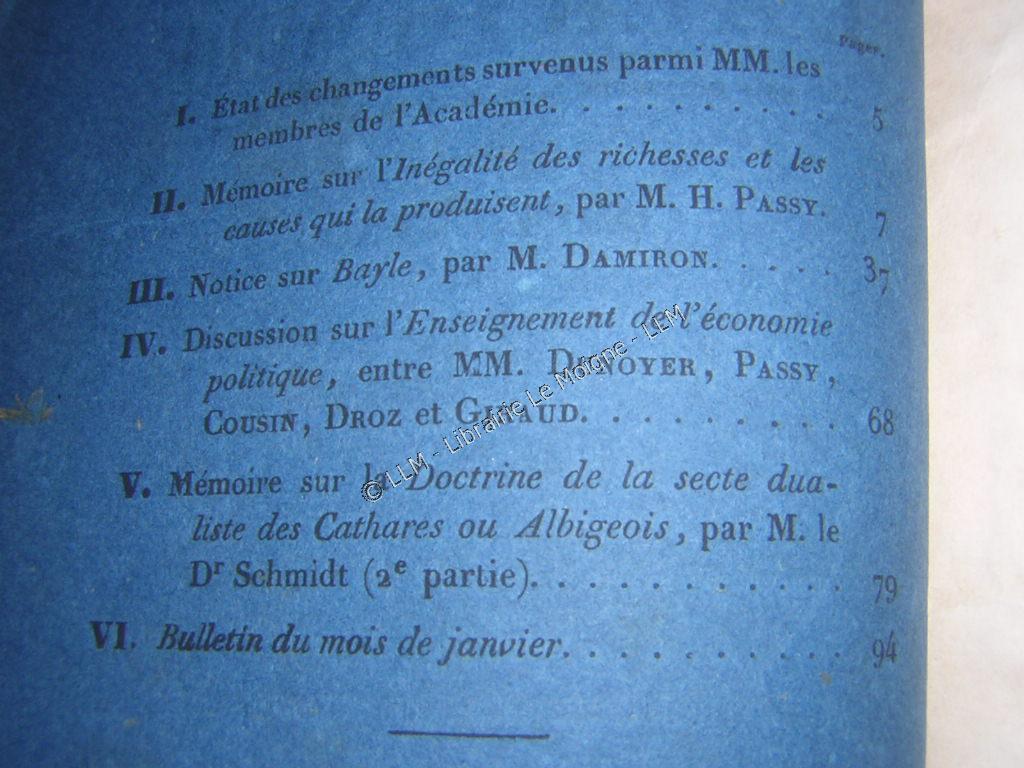 Pages.
I. État des changements survenus parmi MM. les
membres de l'Académie. . . . . . . . . 5
II. Mémoire sur l'Inégalité des richesses et les
causes qui la produisent, par M. H. PASSY. 7
III. Notice sur Bayle, par M. DAMIRON. . . . . 37
IV. Discussion sur l'Enseignement de l'économie
politique, entre MM. DUNOYER, PASSY,
COUSIN, DROZ et GIRAUD. . . . . . . . . 68
V. Mémoire sur la Doctrine de la secte dua-
liste des Cathares ou Albigeois, par M. le
Dr Schmidt (2e partie). . . . . . . . . . . 79
VI. Bulletin du mois de janvier. . . . . . . . . . 94
© LLM - Librairie Le Moigne - LLM